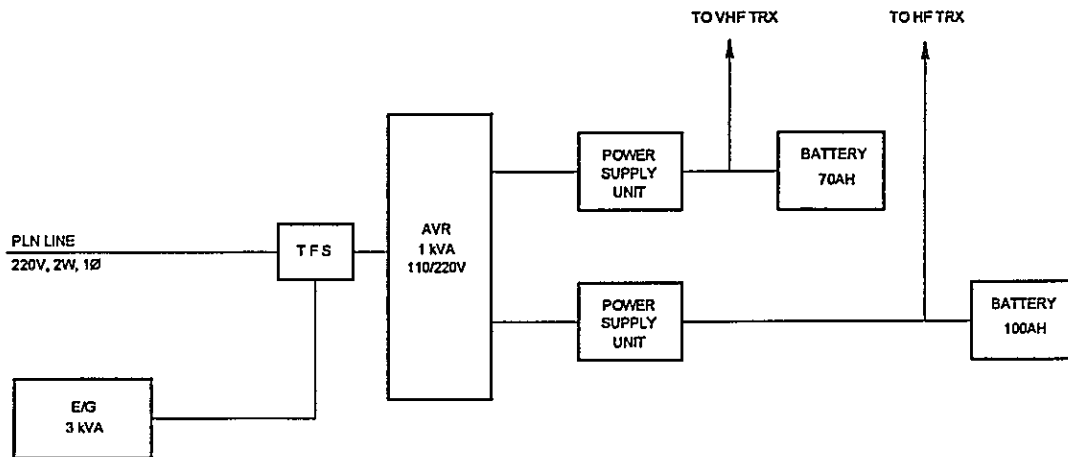 TO VHF TRX
TO HF TRX
POWER
SUPPLY
UNIT
BATTERY
70AH
AVR
1 kVA
110/220V
PLN LINE
220V, 2W, 1Ø
T F S
POWER
SUPPLY
UNIT
BATTERY
100AH
E/G
3 kVA